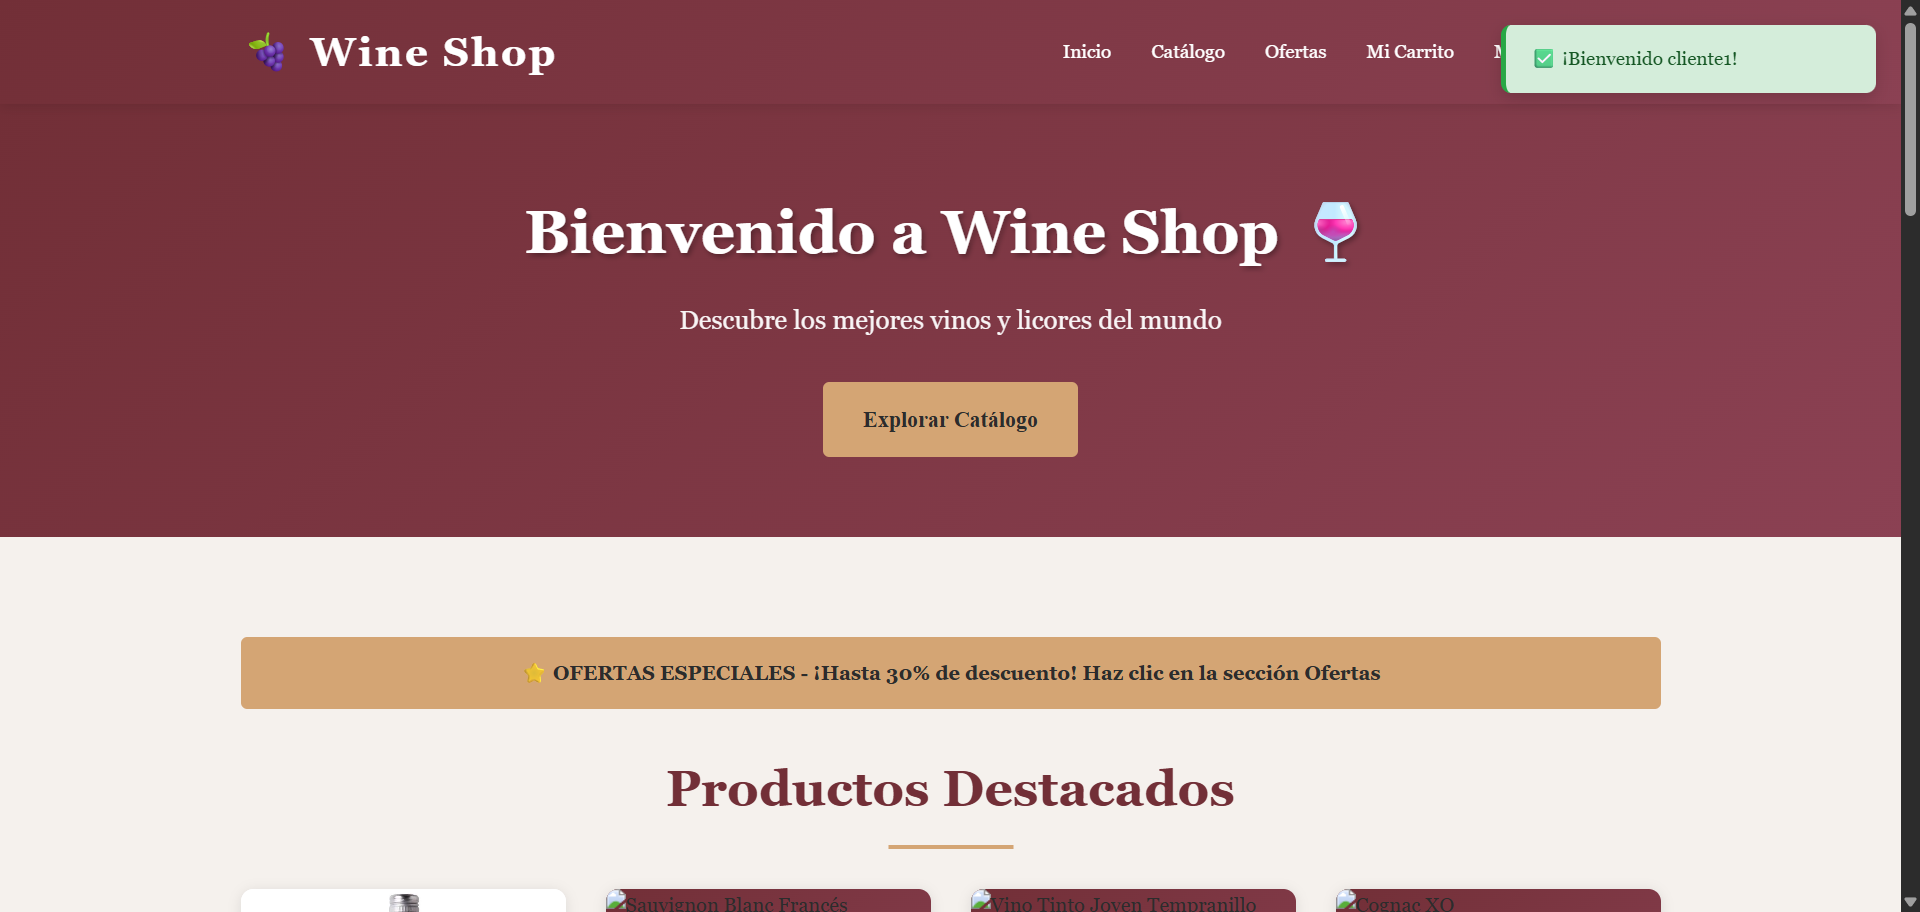 Wine Shop
Inicio Catálogo Ofertas Mi Carrito
¡Bienvenido cliente1!
Bienvenido a Wine Shop
Descubre los mejores vinos y licores del mundo
Explorar Catálogo
OFERTAS ESPECIALES - ¡Hasta 30% de descuento! Haz clic en la sección Ofertas
Productos Destacados
Sauvignon Blanc Francés
Vino Tinto Joven Tempranillo
Cognac XO